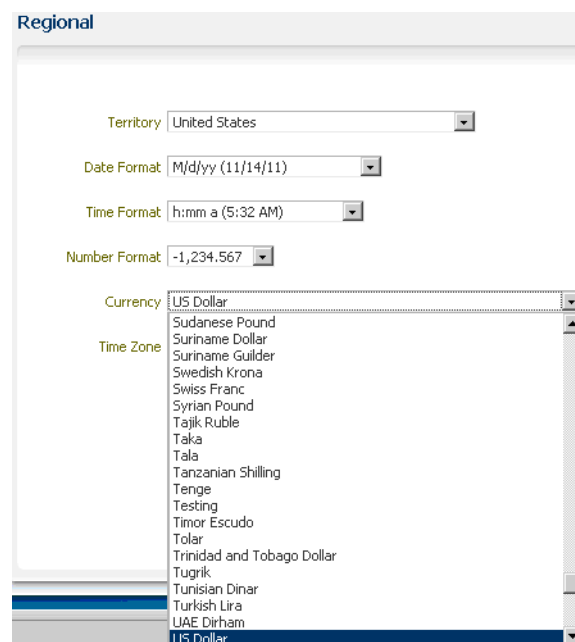 Regional
Territory United States
Date Format M/d/yy (11/14/11)
Time Format h:mm a (5:32 AM)
Number Format -1,234.567
Currency US Dollar
Sudanese Pound
Suriname Dollar
Time Zone
Suriname Guilder
Swedish Krona
Swiss Franc
Syrian Pound
Tajik Ruble
Taka
Tala
Tanzanian Shilling
Tenge
Testing
Timor Escudo
Tolar
Trinidad and Tobago Dollar
Tugrik
Tunisian Dinar
Turkish Lira
UAE Dirham
US Dollar